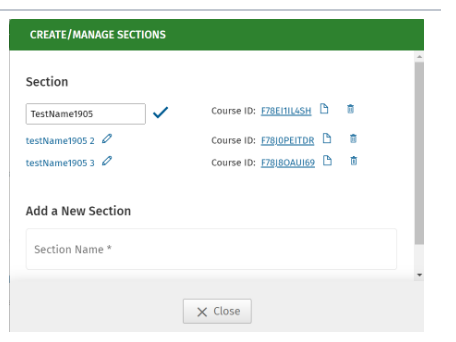 CREATE/MANAGE SECTIONS
Section
TestName1905 Course ID: F78EI1IL4SH
testName1905 2 Course ID: F78J0PEITDR
testName1905 3 Course ID: F78J8OAUI69
Add a New Section
Section Name *
Close